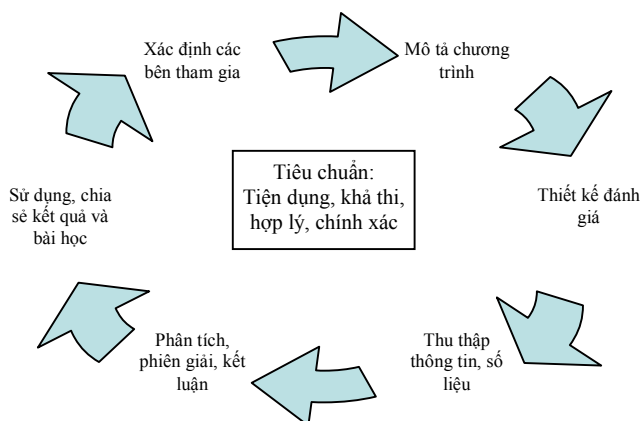 Xác định các
bên tham gia
Mô tả chương
trình
Thiết kế đánh
giá
Thu thập
thông tin, số
liệu
Phân tích,
phiên giải, kết
luận
Sử dụng, chia
sẻ kết quả và
bài học
Tiêu chuẩn:
Tiện dụng, khả thi,
hợp lý, chính xác